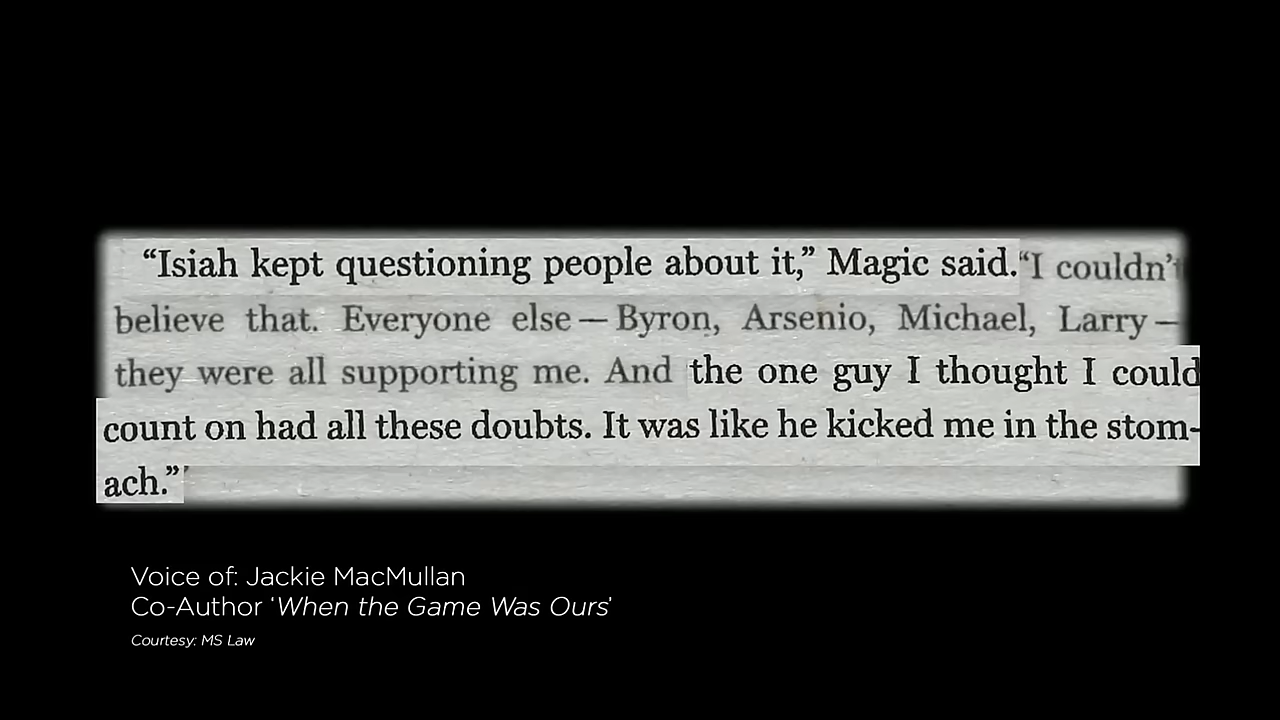 “Isiah kept questioning people about it,” Magic said.“I couldn’t
believe that. Everyone else — Byron, Arsenio, Michael, Larry —
they were all supporting me. And the one guy I thought I could
count on had all these doubts. It was like he kicked me in the stom-
ach.”
Voice of: Jackie MacMullan
Co-Author ‘When the Game Was Ours’
Courtesy: MS Law